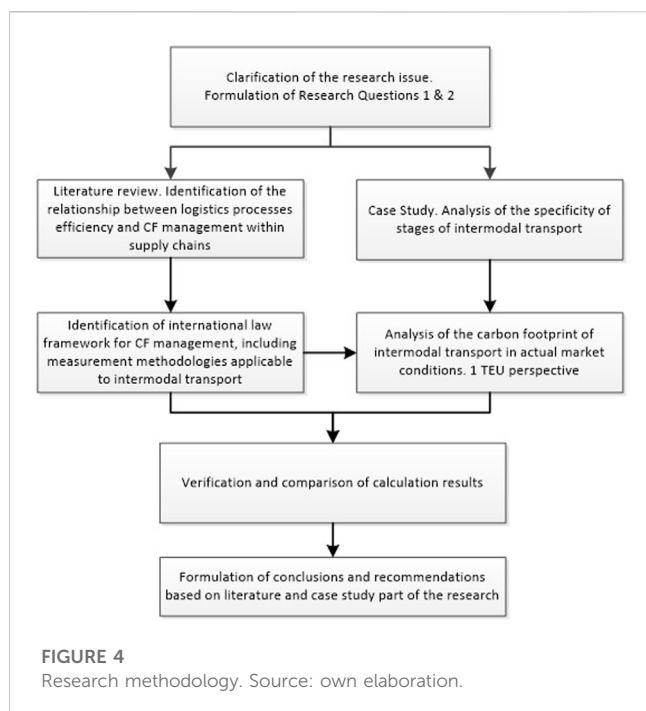 Clarification of the research issue.
Formulation of Research Questions 1 & 2
Literature review. Identification of the
relationship between logistics processes
efficiency and CF management within
supply chains
Case Study. Analysis of the specificity of
stages of intermodal transport
Identification of international law
framework for CF management, including
measurement methodologies applicable
to intermodal transport
Analysis of the carbon footprint of
intermodal transport in actual market
conditions. 1 TEU perspective
Verification and comparison of calculation results
Formulation of conclusions and recommendations
based on literature and case study part of the research
FIGURE 4
Research methodology. Source: own elaboration.